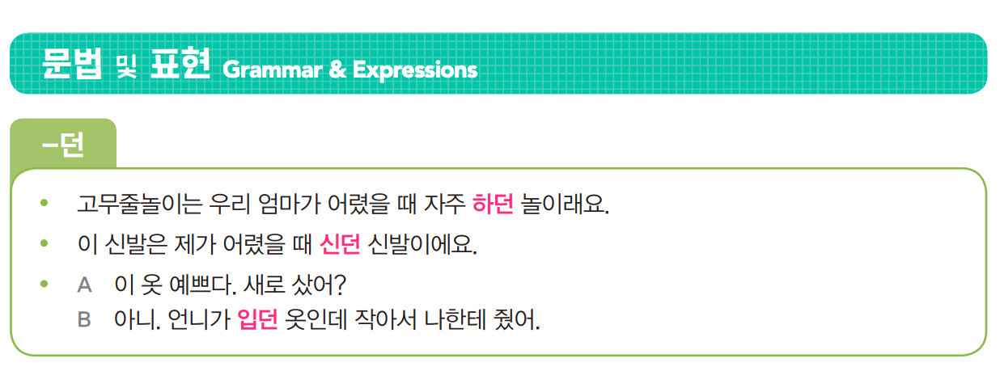 문법 및 표현 Grammar & Expressions
-던
• 고무줄놀이는 우리 엄마가 어렸을 때 자주 하던 놀이래요.
• 이 신발은 제가 어렸을 때 신던 신발이에요.
• A 이 옷 예쁘다. 새로 샀어?
B 아니. 언니가 입던 옷인데 작아서 나한테 줬어.